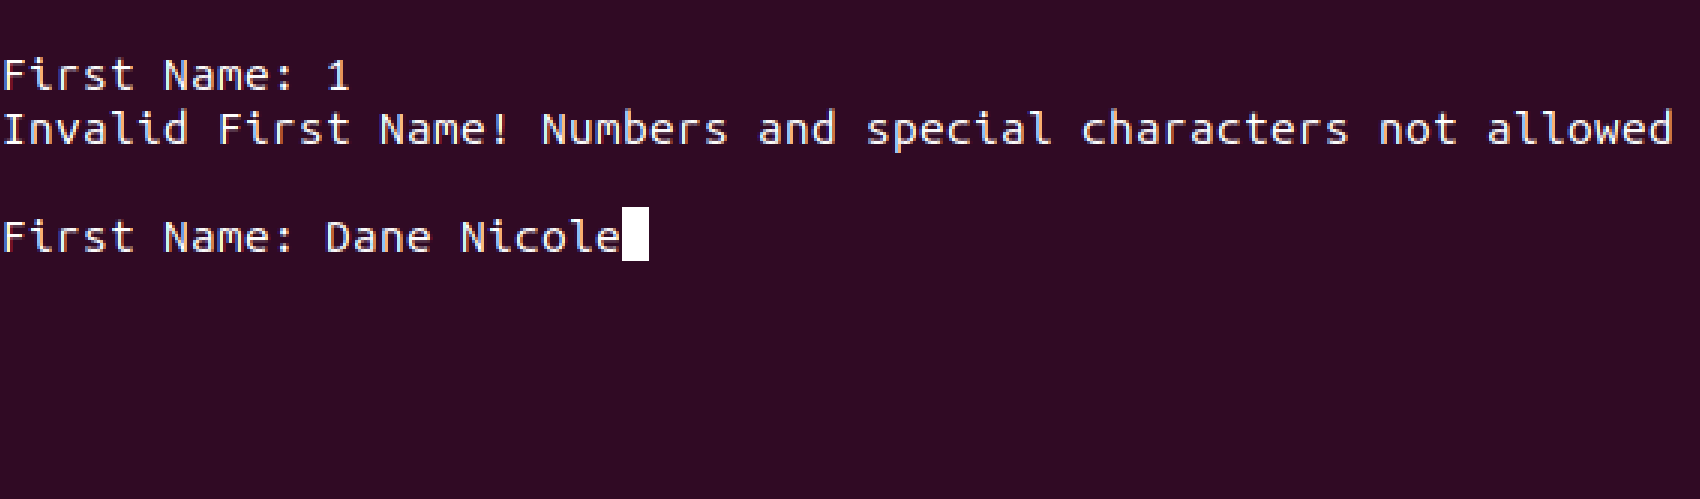 First Name: 1
Invalid First Name! Numbers and special characters not allowed
First Name: Dane Nicole